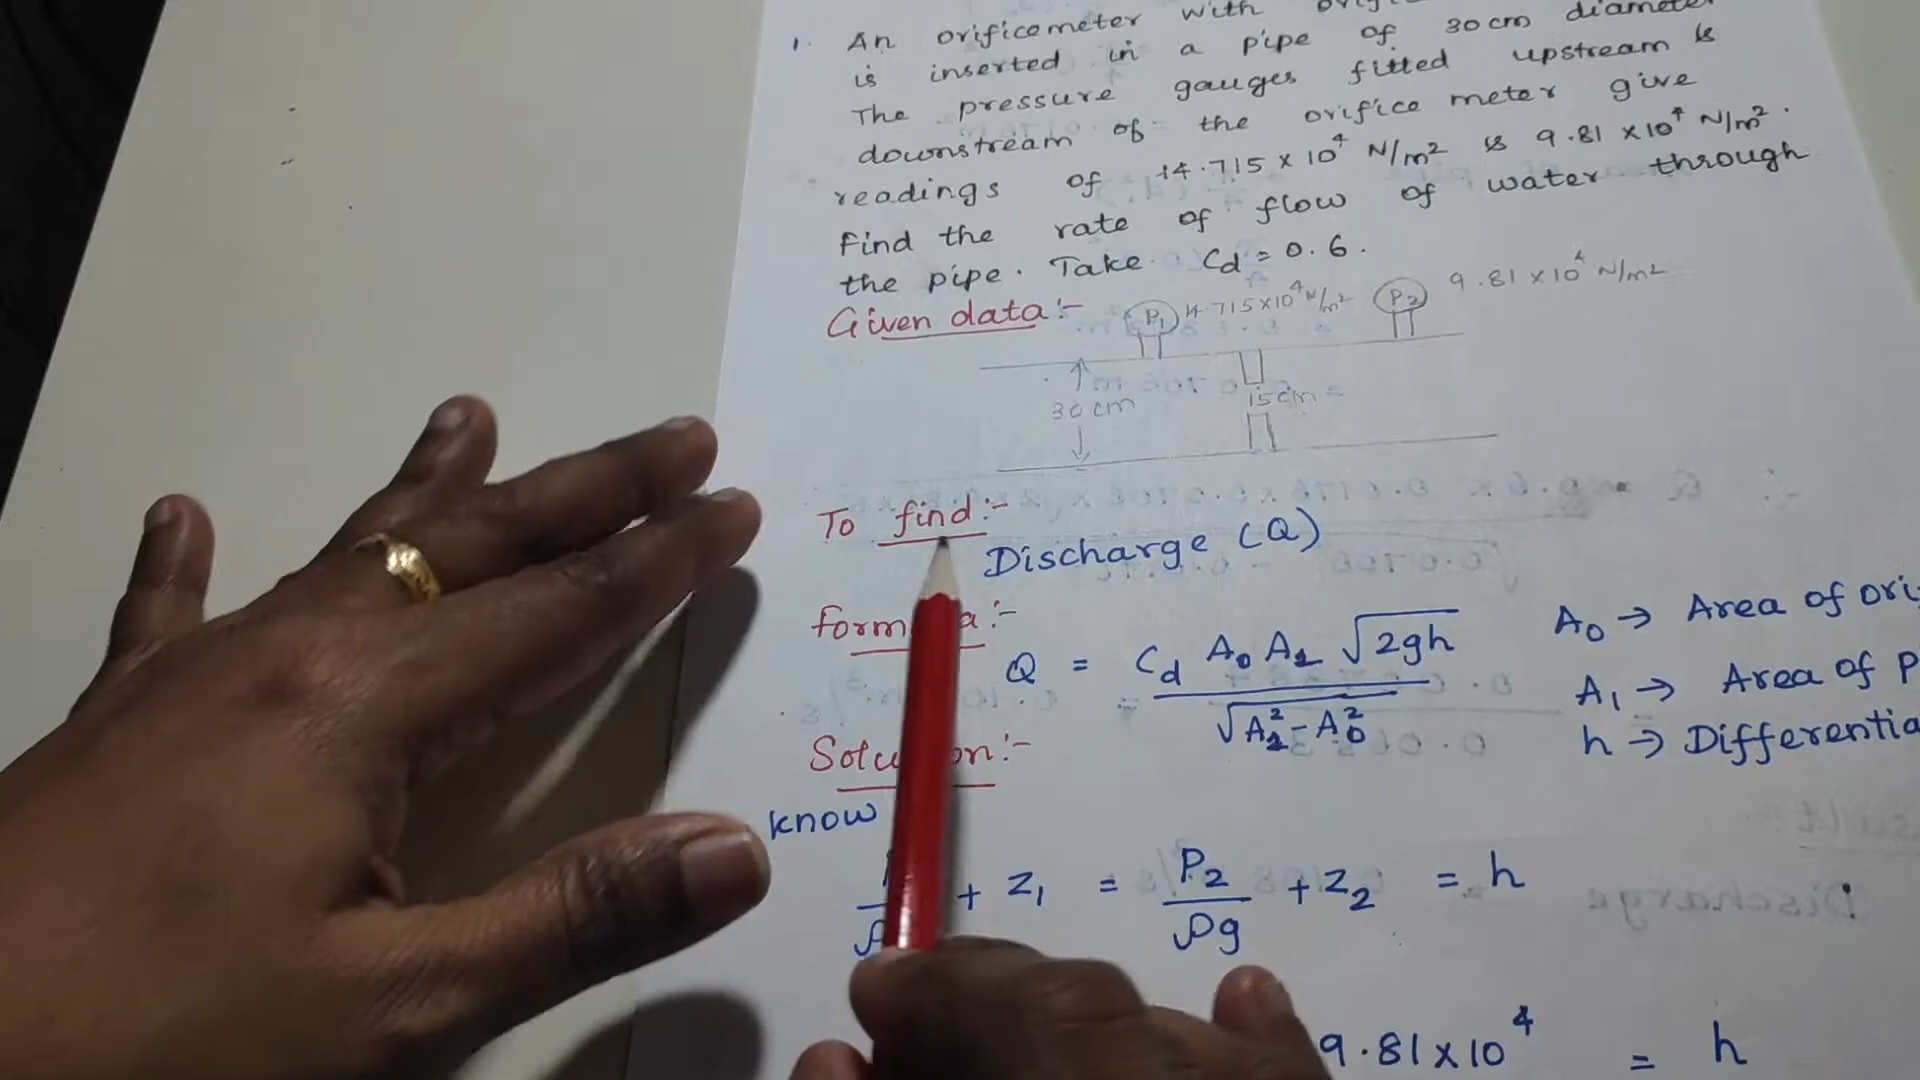 1. An orificemeter with
is inserted in a pipe of 30 cm diameter
The pressure gauges fitted upstream &
downstream of the orifice meter give
readings of 14.715 × 10⁴ N/m² & 9.81 × 10⁴ N/m².
Find the rate of flow of water through
the pipe. Take Cd = 0.6.
Given data:-
P₁ 14.715×10⁴ N/m² P₂ 9.81 × 10⁴ N/m²
30 cm 15cm
To find:-
Discharge (Q)
:-
Q = Cd A₀ A₁ √2gh / √A₁² - A₀²
A₀ → Area of
A₁ → Area of
h →
:-
know
+ Z₁ = P₂/ρg + Z₂ = h
9.81×10⁴ = h